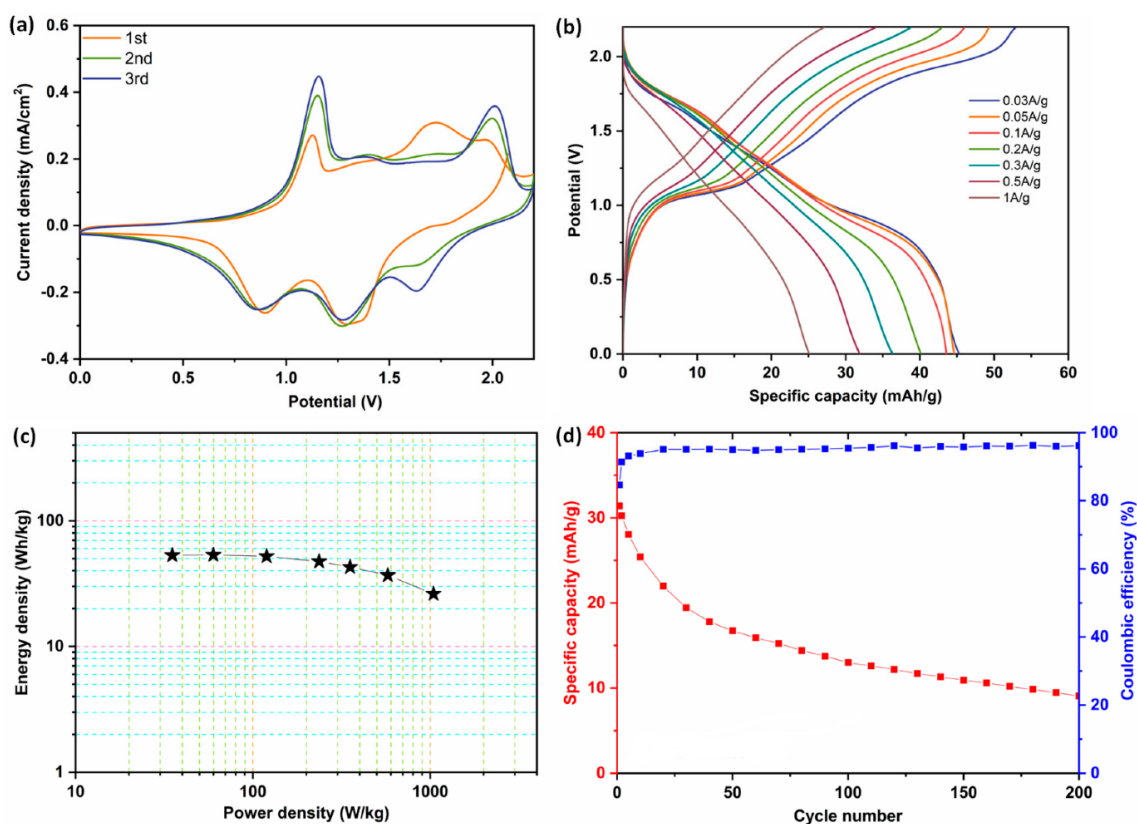 (a)
1st
2nd
3rd
Current density (mA/cm²)
0.6
0.4
0.2
0.0
-0.2
-0.4
0.0 0.5 1.0 1.5 2.0
Potential (V)
(b)
Potential (V)
2.0
1.5
1.0
0.5
0.0
0.03A/g
0.05A/g
0.1A/g
0.2A/g
0.3A/g
0.5A/g
1A/g
0 10 20 30 40 50 60
Specific capacity (mAh/g)
(c)
Energy density (Wh/kg)
100
10
1
10 100 1000
Power density (W/kg)
(d)
Specific capacity (mAh/g)
40
30
20
10
0
0 50 100 150 200
Cycle number
100
80
60
40
20
0
Coulombic efficiency (%)